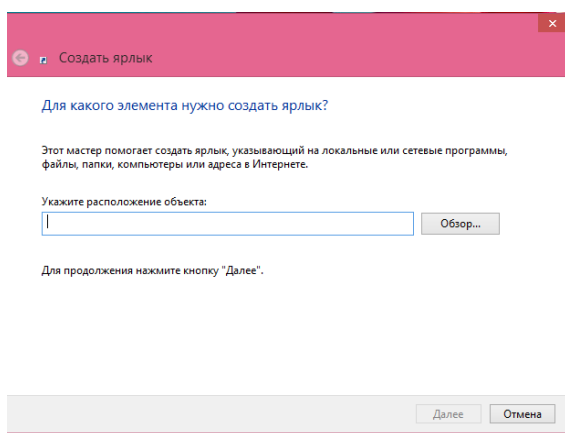 Создать ярлык
Для какого элемента нужно создать ярлык?
Этот мастер помогает создать ярлык, указывающий на локальные или сетевые программы,
файлы, папки, компьютеры или адреса в Интернете.
Укажите расположение объекта:
Обзор...
Для продолжения нажмите кнопку "Далее".
Далее Отмена